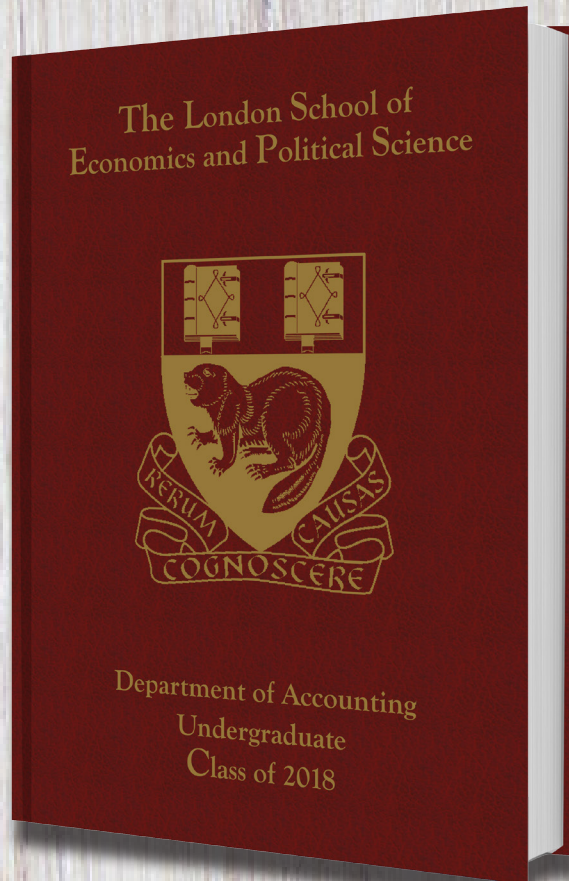 The London School of
Economics and Political Science
RERUM
CAUSAS
COGNOSCERE
Department of Accounting
Undergraduate
Class of 2018